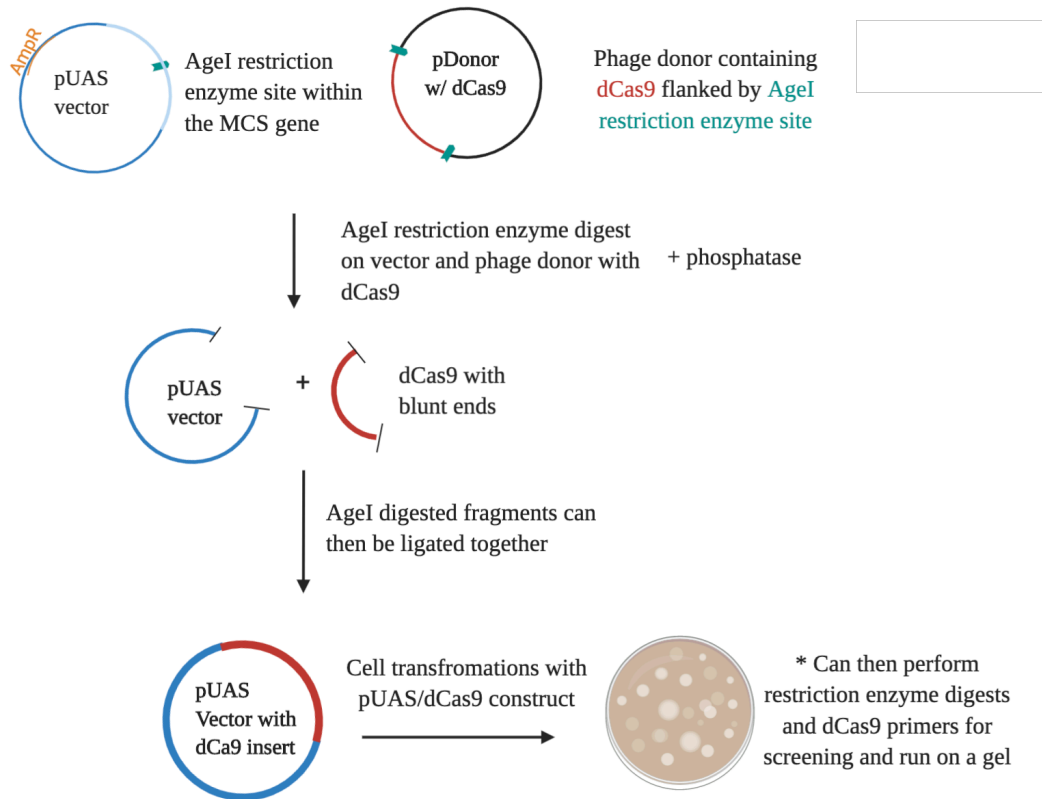 AmpR
pUAS
vector
AgeI restriction
enzyme site within
the MCS gene
pDonor
w/ dCas9
Phage donor containing
dCas9 flanked by AgeI
restriction enzyme site
AgeI restriction enzyme digest
on vector and phage donor with
dCas9
+ phosphatase
pUAS
vector
+
dCas9 with
blunt ends
AgeI digested fragments can
then be ligated together
pUAS
Vector with
dCa9 insert
Cell transfromations with
pUAS/dCas9 construct
* Can then perform
restriction enzyme digests
and dCas9 primers for
screening and run on a gel